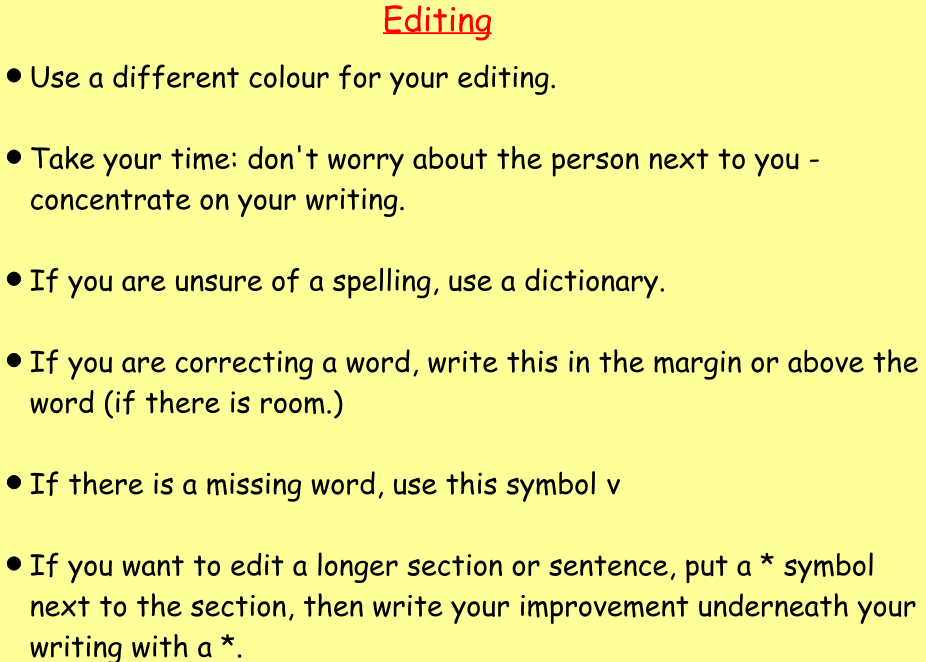 Editing
• Use a different colour for your editing.
• Take your time: don't worry about the person next to you -
concentrate on your writing.
• If you are unsure of a spelling, use a dictionary.
• If you are correcting a word, write this in the margin or above the
word (if there is room.)
• If there is a missing word, use this symbol v
• If you want to edit a longer section or sentence, put a * symbol
next to the section, then write your improvement underneath your
writing with a *.